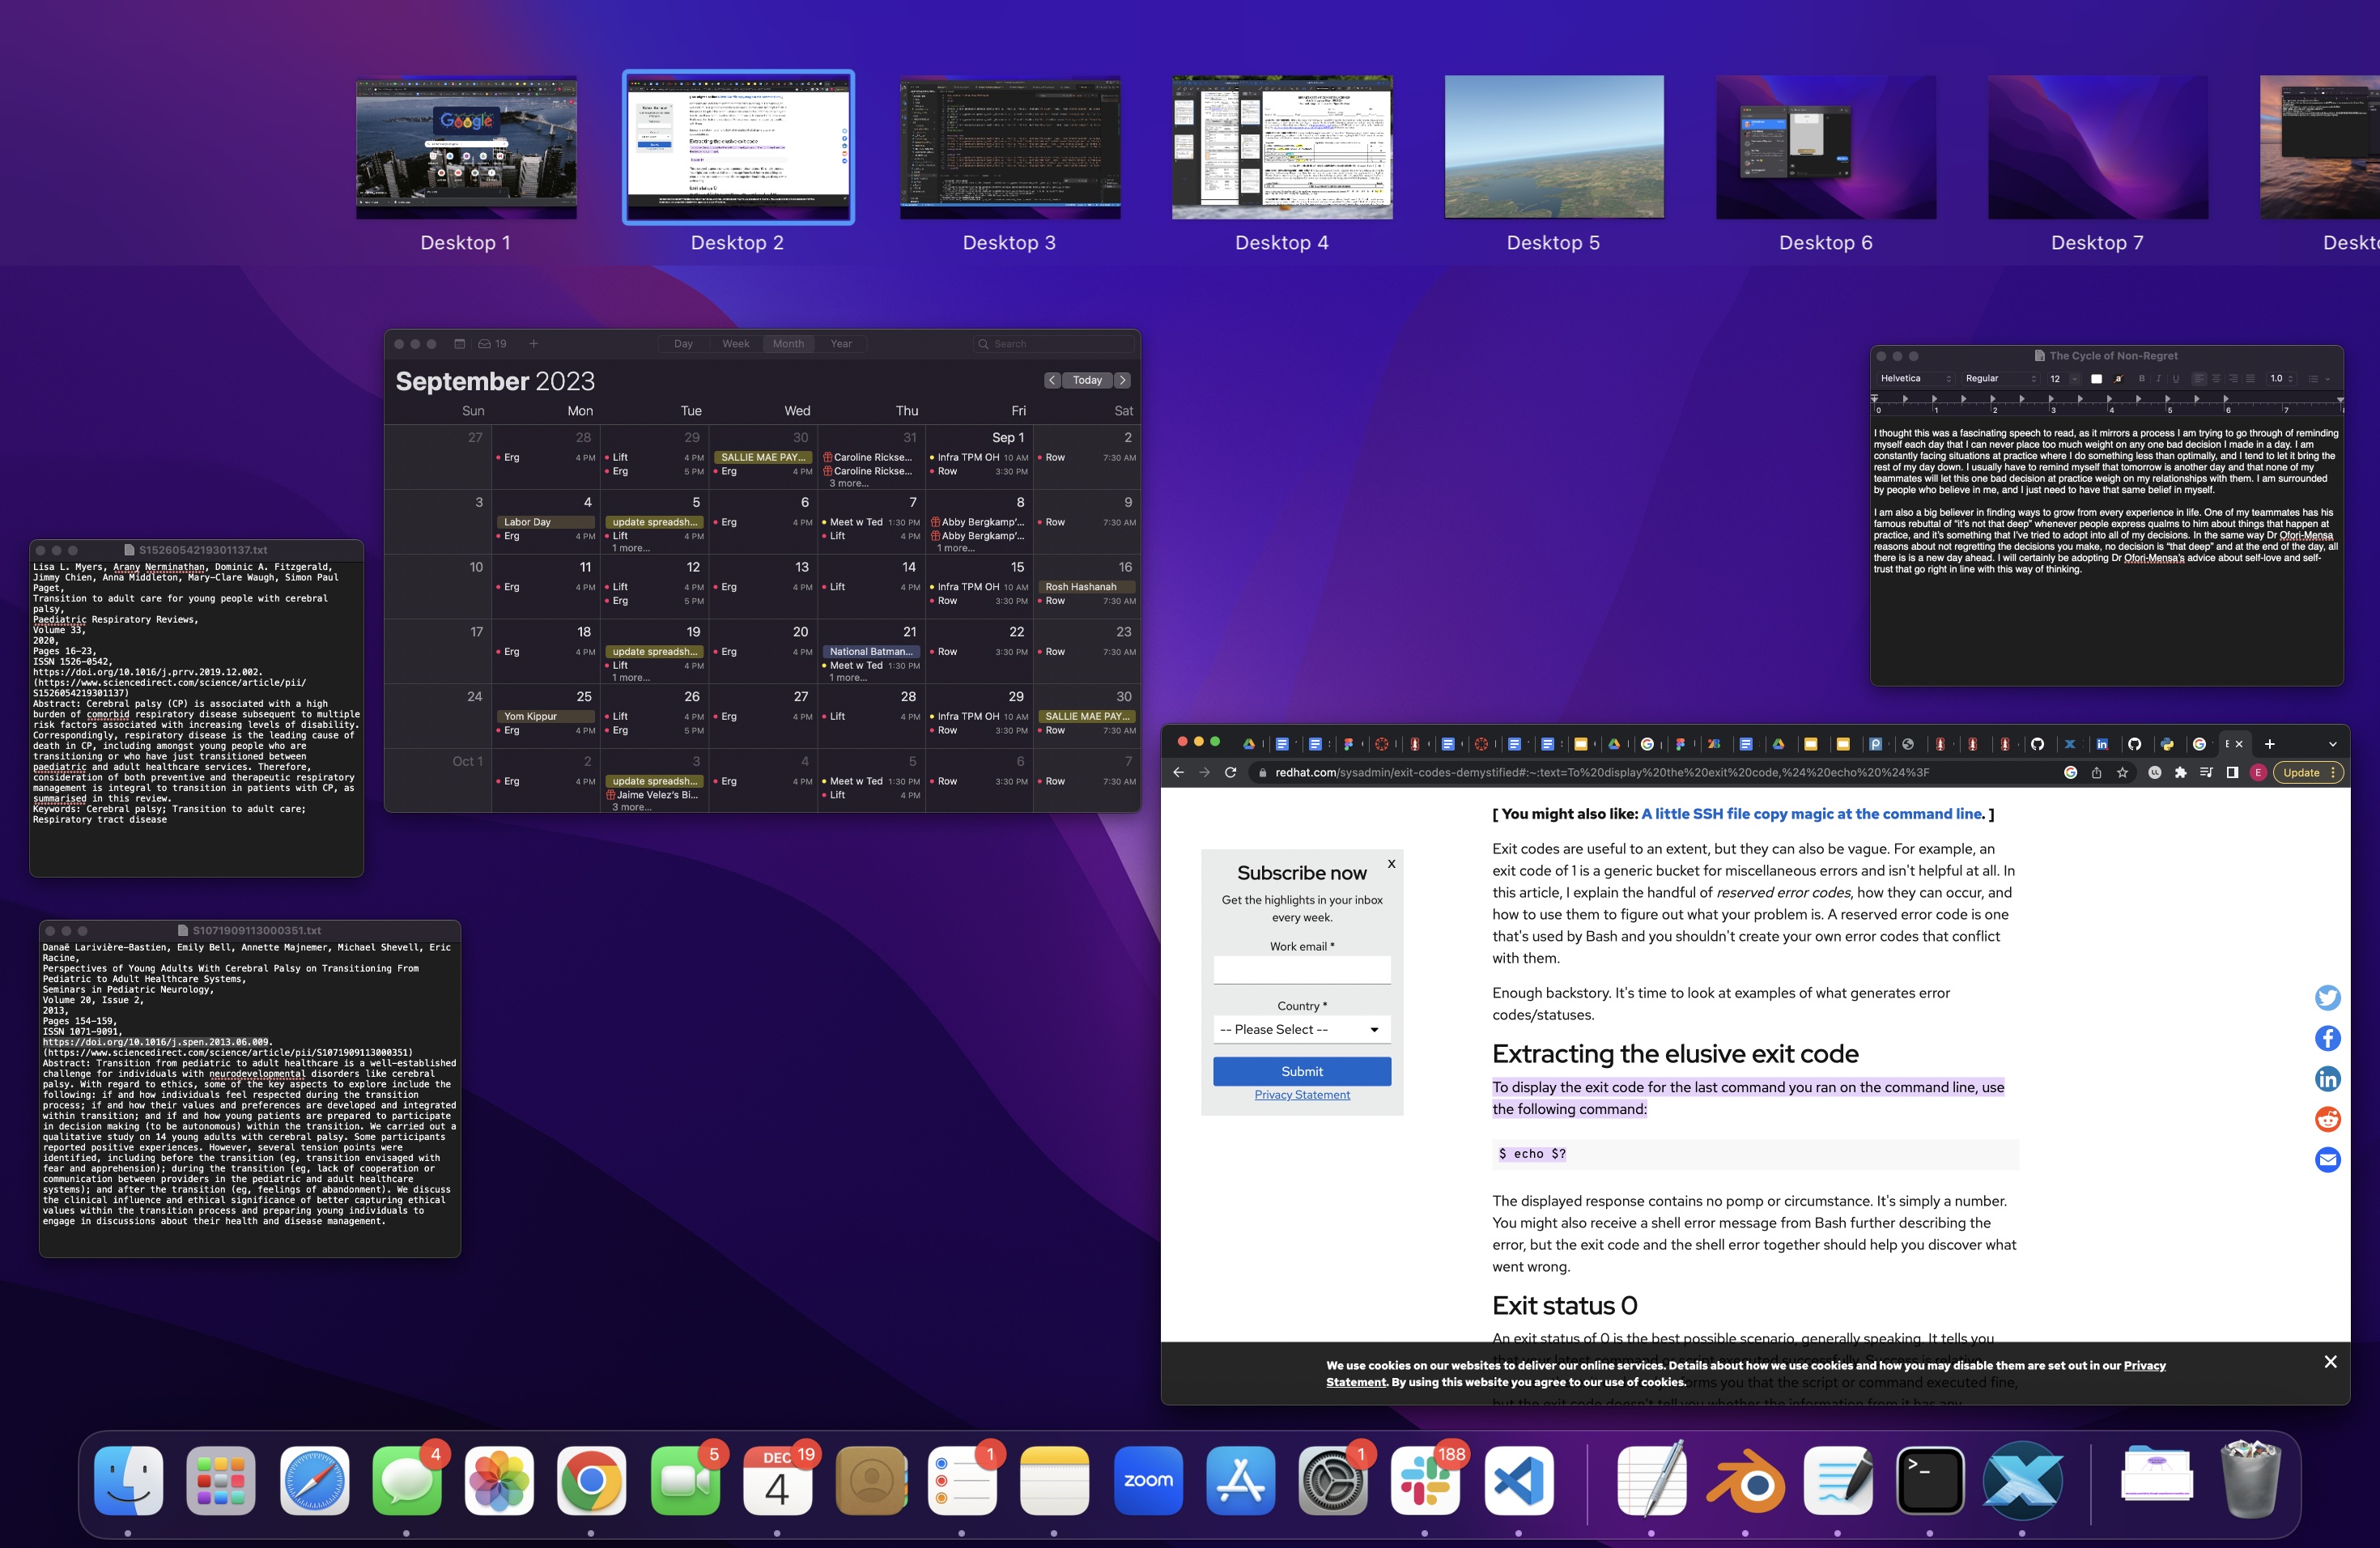 Desktop 1
Desktop 2
Desktop 3
Desktop 4
Desktop 5
Desktop 6
Desktop 7
Deskt
19
Day
Week
Month
Year
Search
September 2023
Today
Sun
Mon
Tue
Wed
Thu
Fri
Sat
27
28
29
30
31
Sep 1
2
Erg 4 PM
Lift 4 PM
Erg 5 PM
SALLIE MAE PAY...
Erg 4 PM
Caroline Rickse...
Caroline Rickse...
3 more...
Infra TPM OH 10 AM
Row 3:30 PM
Row 7:30 AM
3
4
5
6
7
8
9
Labor Day
Erg 4 PM
update spreadsh...
Lift 4 PM
1 more...
Erg 4 PM
Meet w Ted 1:30 PM
Lift 4 PM
Abby Bergkamp'...
Abby Bergkamp'...
1 more...
Row 7:30 AM
10
11
12
13
14
15
16
Erg 4 PM
Lift 4 PM
Erg 5 PM
Erg 4 PM
Lift 4 PM
Infra TPM OH 10 AM
Row 3:30 PM
Rosh Hashanah
Row 7:30 AM
17
18
19
20
21
22
23
Erg 4 PM
update spreadsh...
Lift 4 PM
1 more...
Erg 4 PM
National Batman...
Meet w Ted 1:30 PM
1 more...
Row 3:30 PM
Row 7:30 AM
24
25
26
27
28
29
30
Yom Kippur
Erg 4 PM
Lift 4 PM
Erg 5 PM
Erg 4 PM
Lift 4 PM
Infra TPM OH 10 AM
Row 3:30 PM
SALLIE MAE PAY...
Row 7:30 AM
Oct 1
2
3
4
5
6
7
Erg 4 PM
update spreadsh...
Jaime Velez's Bi...
3 more...
Erg 4 PM
Meet w Ted 1:30 PM
Lift 4 PM
Row 3:30 PM
Row 7:30 AM
The Cycle of Non-Regret
Helvetica
Regular
12
a
B I U
1.0
0 1 2 3 4 5 6 7 8
I thought this was a fascinating speech to read, as it mirrors a process I am trying to go through of reminding
myself each day that I can never place too much weight on any one bad decision I made in a day. I am
constantly facing situations at practice where I do something less than optimally, and I tend to let it bring the
rest of my day down. I usually have to remind myself that tomorrow is another day and that none of my
teammates will let this one bad decision at practice weigh on my relationships with them. I am surrounded
by people who believe in me, and I just need to have that same belief in myself.
I am also a big believer in finding ways to grow from every experience in life. One of my teammates has his
famous rebuttal of “it's not that deep” whenever people express qualms to him about things that happen at
practice, and it's something that I've tried to adopt into all of my decisions. In the same way Dr Ofori-Mensa
reasons about not regretting the decisions you make, no decision is “that deep” and at the end of the day, all
there is is a new day ahead. I will certainly be adopting Dr Ofori-Mensa's advice about self-love and self-
trust that go right in line with this way of thinking.
S1526054219301137.txt
Lisa L. Myers, Arany Nerminathan, Dominic A. Fitzgerald,
Jimmy Chien, Anna Middleton, Mary-Clare Waugh, Simon Paul
Paget,
Transition to adult care for young people with cerebral
palsy,
Paediatric Respiratory Reviews,
Volume 33,
2020,
Pages 16-23,
ISSN 1526-0542,
https://doi.org/10.1016/j.prrv.2019.12.002.
(https://www.sciencedirect.com/science/article/pii/
S1526054219301137)
Abstract: Cerebral palsy (CP) is associated with a high
burden of comorbid respiratory disease subsequent to multiple
risk factors associated with increasing levels of disability.
Correspondingly, respiratory disease is the leading cause of
death in CP, including amongst young people who are
transitioning or who have just transitioned between
paediatric and adult healthcare services. Therefore,
consideration of both preventive and therapeutic respiratory
management is integral to transition in patients with CP, as
summarised in this review.
Keywords: Cerebral palsy; Transition to adult care;
Respiratory tract disease
S1071909113000351.txt
Danaë Larivière-Bastien, Emily Bell, Annette Majnemer, Michael Shevell, Eric
Racine,
Perspectives of Young Adults With Cerebral Palsy on Transitioning From
Pediatric to Adult Healthcare Systems,
Seminars in Pediatric Neurology,
Volume 20, Issue 2,
2013,
Pages 154-159,
ISSN 1071-9091,
https://doi.org/10.1016/j.spen.2013.06.009.
(https://www.sciencedirect.com/science/article/pii/S1071909113000351)
Abstract: Transition from pediatric to adult healthcare is a well-established
challenge for individuals with neurodevelopmental disorders like cerebral
palsy. With regard to ethics, some of the key aspects to explore include the
following: if and how individuals feel respected during the transition
process; if and how their values and preferences are developed and integrated
within transition; and if and how young patients are prepared to participate
in decision making (to be autonomous) within the transition. We carried out a
qualitative study on 14 young adults with cerebral palsy. Some participants
reported positive experiences. However, several tension points were
identified, including before the transition (eg, transition envisaged with
fear and apprehension); during the transition (eg, lack of cooperation or
communication between providers in the pediatric and adult healthcare
systems); and after the transition (eg, feelings of abandonment). We discuss
the clinical influence and ethical significance of better capturing ethical
values within the transition process and preparing young individuals to
engage in discussions about their health and disease management.
redhat.com/sysadmin/exit-codes-demystified#:~:text=To%20display%20the%20exit%20code,%24%20echo%20%24%3F
E
Update
[ You might also like: A little SSH file copy magic at the command line. ]
Exit codes are useful to an extent, but they can also be vague. For example, an
exit code of 1 is a generic bucket for miscellaneous errors and isn't helpful at all. In
this article, I explain the handful of reserved error codes, how they can occur, and
how to use them to figure out what your problem is. A reserved error code is one
that's used by Bash and you shouldn't create your own error codes that conflict
with them.
Enough backstory. It's time to look at examples of what generates error
codes/statuses.
Extracting the elusive exit code
To display the exit code for the last command you ran on the command line, use
the following command:
$ echo $?
The displayed response contains no pomp or circumstance. It's simply a number.
You might also receive a shell error message from Bash further describing the
error, but the exit code and the shell error together should help you discover what
went wrong.
Exit status 0
An exit status of 0 is the best possible scenario, generally speaking. It tells you
Subscribe now
X
Get the highlights in your inbox
every week.
Work email *
Country *
-- Please Select --
Submit
Privacy Statement
We use cookies on our websites to deliver our online services. Details about how we use cookies and how you may disable them are set out in our Privacy
Statement. By using this website you agree to our use of cookies.
4
5
DEC
4
19
1
zoom
1
188